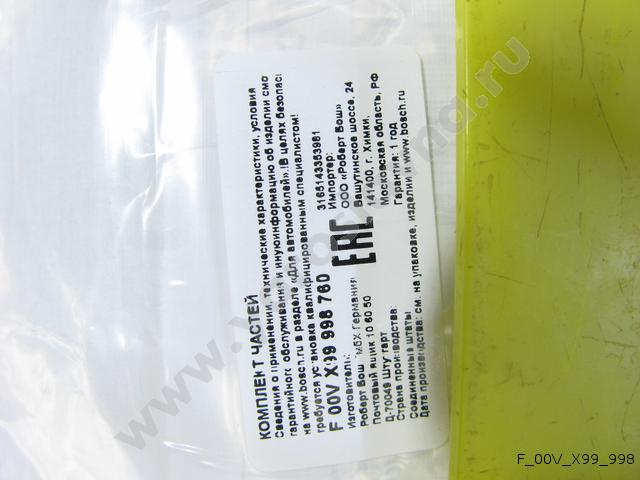 КОМПЛЕКТ ЧАСТЕЙ
Сведения о применении, технические характеристики, условия
гарантийного обслуживания и иную информацию об изделии смо
на www.bosch.ru в разделе «Для автомобилей». В целях безопас
требуется установка квалифицированным специалистом!
F 00V X99 998 760
3165143353981
Изготовитель:
Роберт Бош ГмбХ Германия
Почтовый ящик 10 60 50
Д-70049 Штутгарт
Страна производства:
Соединенные штаты
Дата производства: см. на упаковке, изделии и www.bosch.ru
EAC
Импортер:
ООО «Роберт Бош»
Вашутинское шоссе, 24
141400, г. Химки,
Московская область, РФ
Гарантия: 1 год
F_00V_X99_998